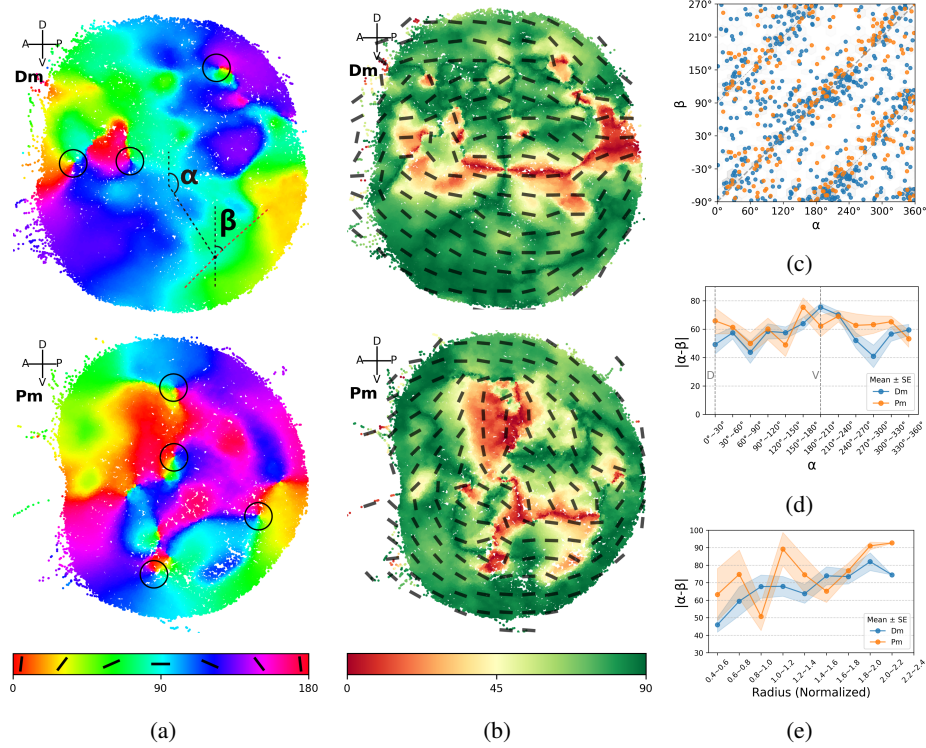 D
A P
V
Dm
α
β
D
A P
V
Pm
0 90 180
(a)
D
A P
V
Dm
D
A P
V
Pm
0 45 90
(b)
270°
210°
150°
90°
30°
-30°
-90°
β
0° 60° 120° 180° 240° 300° 360°
α
(c)
80
60
40
20
0
|α-β|
D
V
Mean ± SE
Dm
Pm
0°~30°
30°~60°
60°~90°
90°~120°
120°~150°
150°~180°
180°~210°
210°~240°
240°~270°
270°~300°
300°~330°
330°~360°
α
(d)
100
90
80
70
60
50
40
30
|α-β|
Mean ± SE
Dm
Pm
0.4~0.6
0.6~0.8
0.8~1.0
1.0~1.2
1.2~1.4
1.4~1.6
1.6~1.8
1.8~2.0
2.0~2.2
2.2~2.4
Radius (Normalized)
(e)